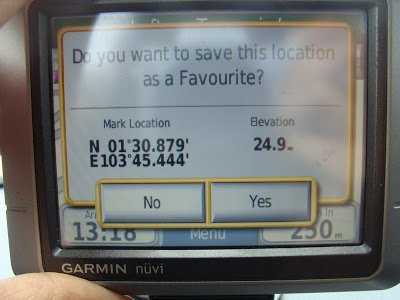 Do you want to save this location
as a Favourite?
Mark Location
Elevation
N 01°30.879'
E103°45.444'
24.9m
No
Yes
13:18
Menu
250m
GARMIN nüvi